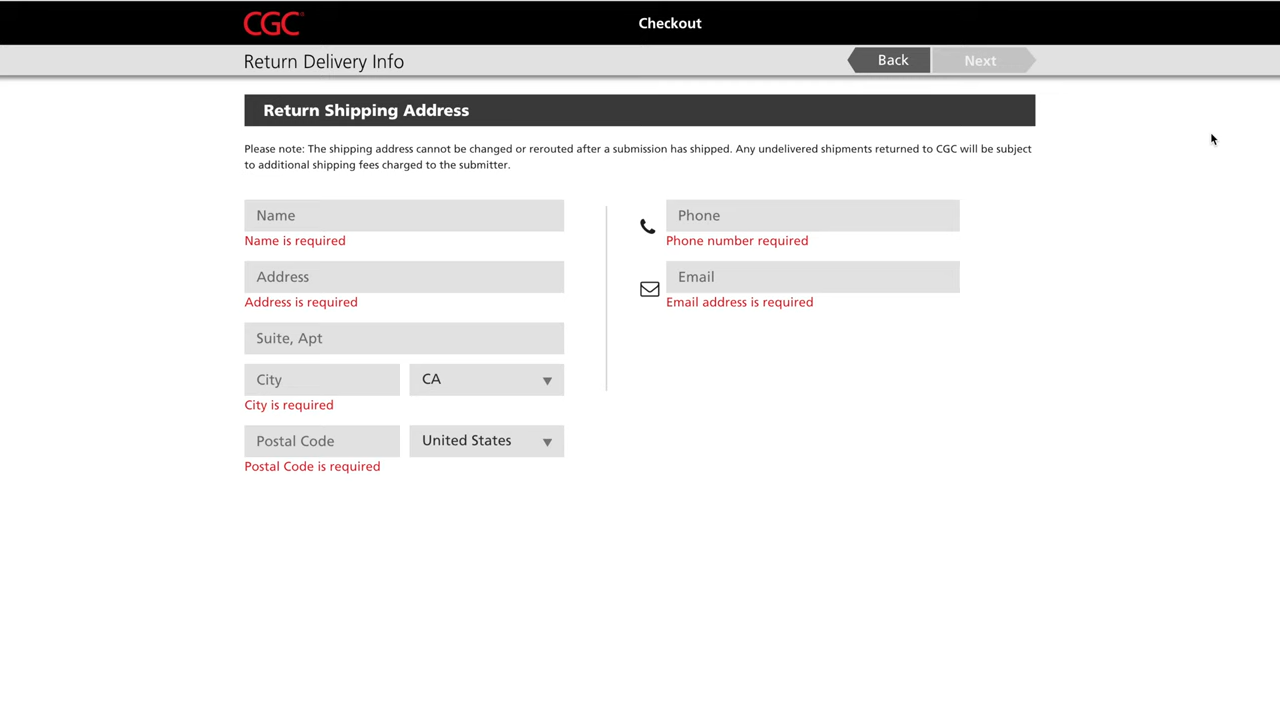 CGC
Checkout
Return Delivery Info
Back
Next
Return Shipping Address
Please note: The shipping address cannot be changed or rerouted after a submission has shipped. Any undelivered shipments returned to CGC will be subject
to additional shipping fees charged to the submitter.
Name
Name is required
Address
Address is required
Suite, Apt
City
CA
City is required
Postal Code
United States
Postal Code is required
Phone
Phone number required
Email
Email address is required